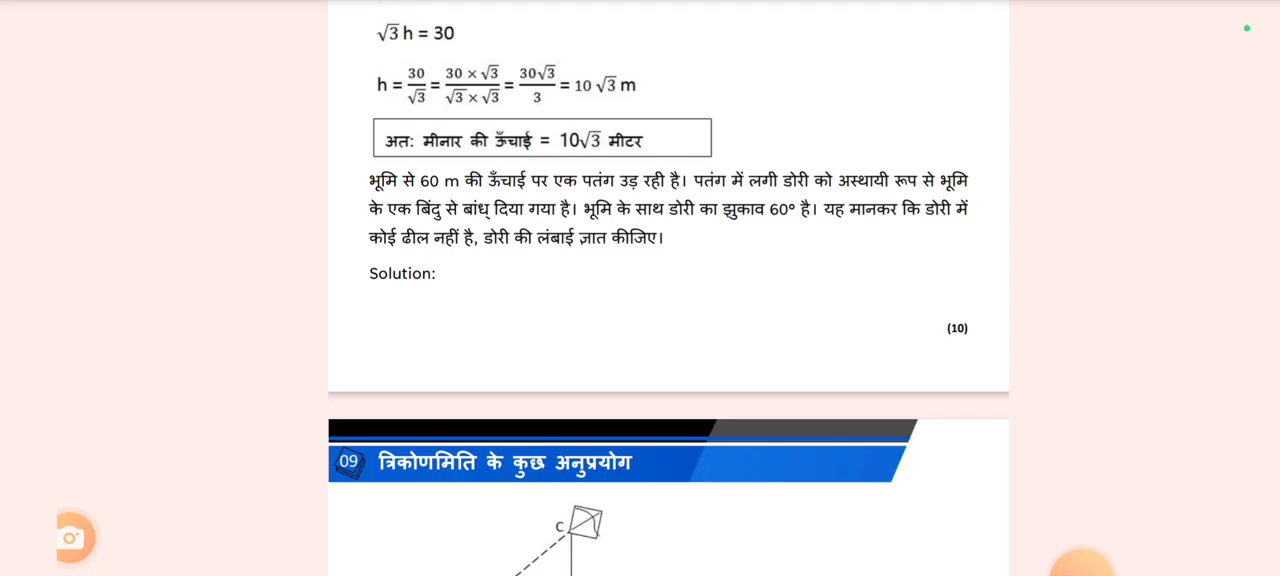 √3 h = 30
h = 30/√3 = 30 × √3/√3 × √3 = 30√3/3 = 10 √3 m
अत: मीनार की ऊँचाई = 10√3 मीटर
भूमि से 60 m की ऊँचाई पर एक पतंग उड़ रही है। पतंग में लगी डोरी को अस्थायी रूप से भूमि
के एक बिंदु से बांध् दिया गया है। भूमि के साथ डोरी का झुकाव 60° है। यह मानकर कि डोरी में
कोई ढील नहीं है, डोरी की लंबाई ज्ञात कीजिए।
Solution:
(10)
09 त्रिकोणमिति के कुछ अनुप्रयोग
C